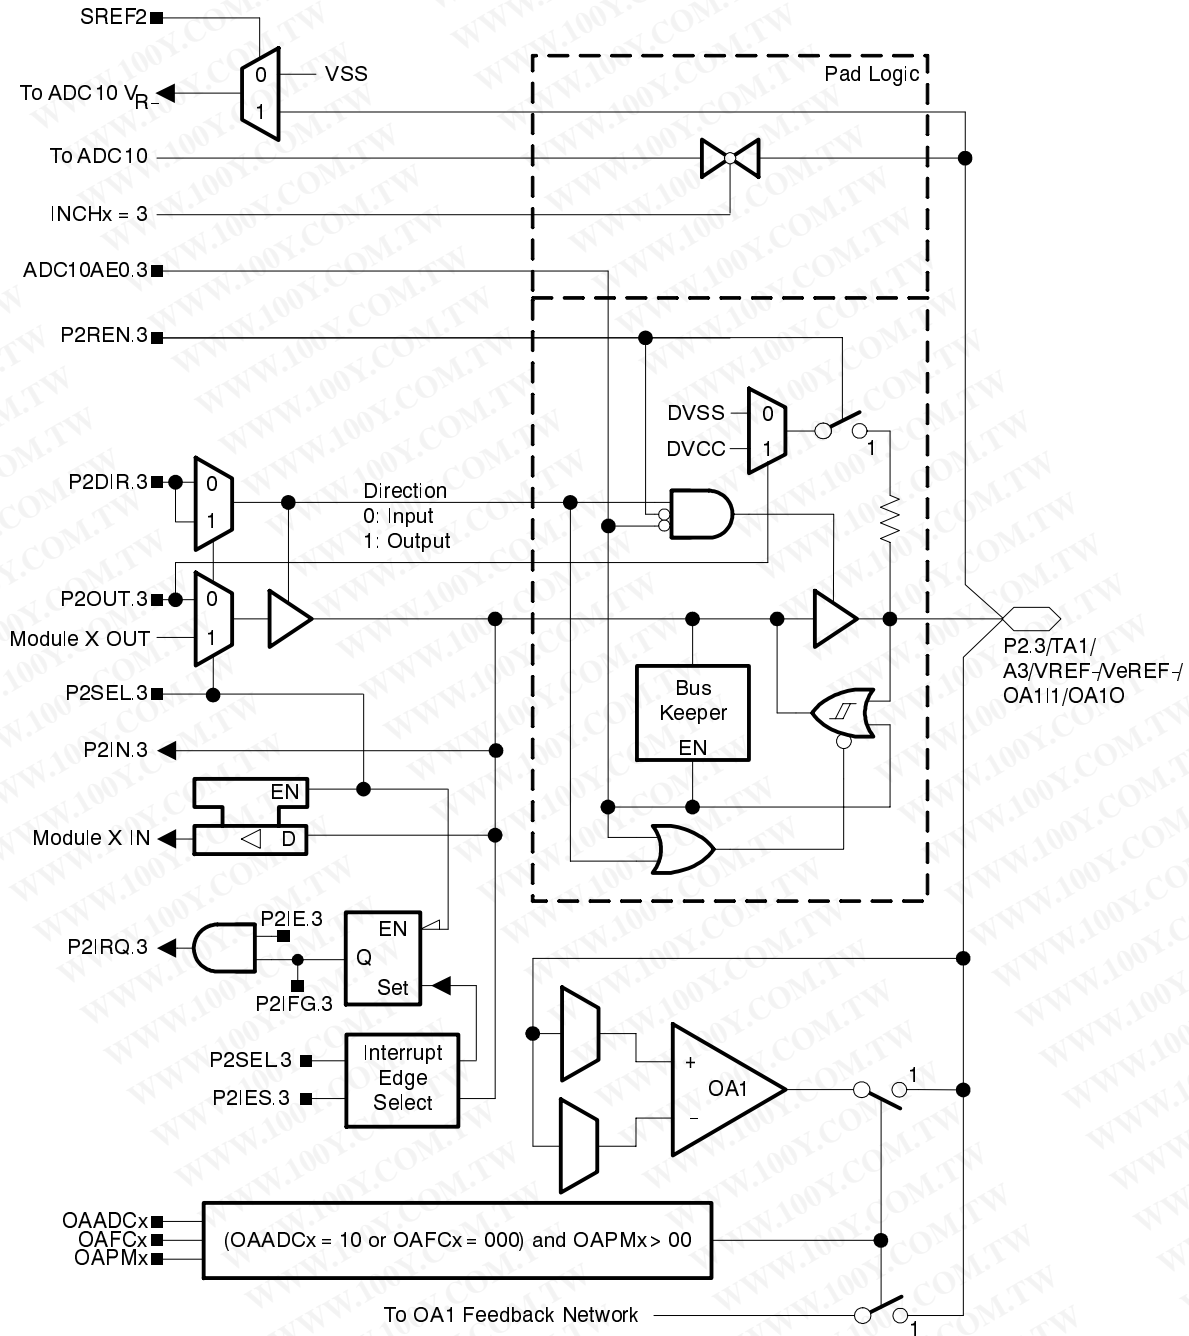 SREF2
VSS
Pad Logic
0
To ADC10 VR−
1
To ADC10
INCHx = 3
ADC10AE0.3
P2REN.3
DVSS
0
DVCC
1
1
P2DIR.3
0
1
Direction
0: Input
1: Output
P2OUT.3
0
Module X OUT
1
P2.3/TA1/
A3/VREF−/VeREF−/
OA1I1/OA1O
P2SEL.3
Bus
Keeper
EN
P2IN.3
EN
Module X IN
D
P2IE.3
EN
P2IRQ.3
Q
Set
P2IFG.3
P2SEL.3
P2IES.3
Interrupt
Edge
Select
+
OA1
−
1
OAADCx
OAFCx
OAPMx
(OAADCx = 10 or OAFCx = 000) and OAPMx > 00
To OA1 Feedback Network
1
WWW.100Y.COM.TW